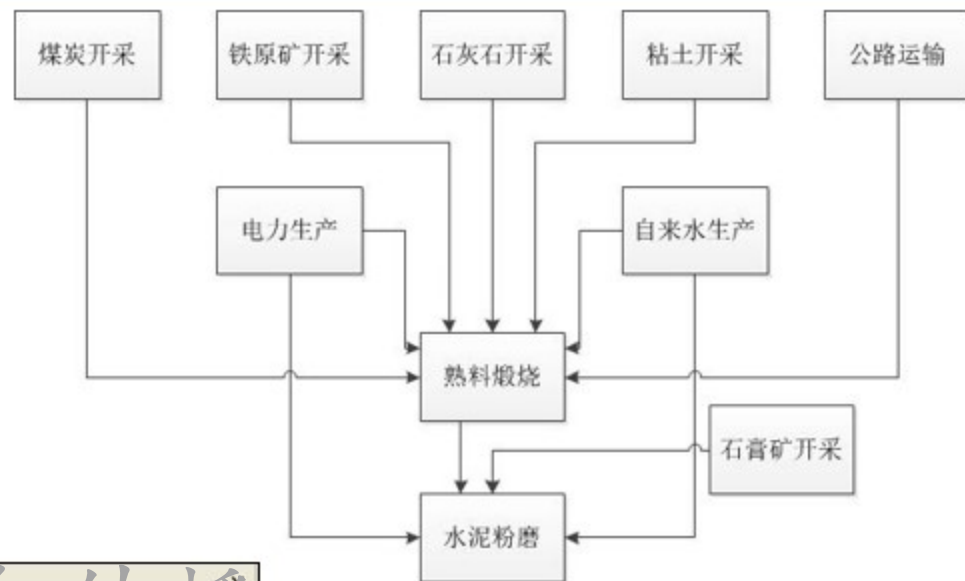 煤炭开采
铁原矿开采
石灰石开采
粘土开采
公路运输
电力生产
自来水生产
熟料煅烧
石膏矿开采
水泥粉磨